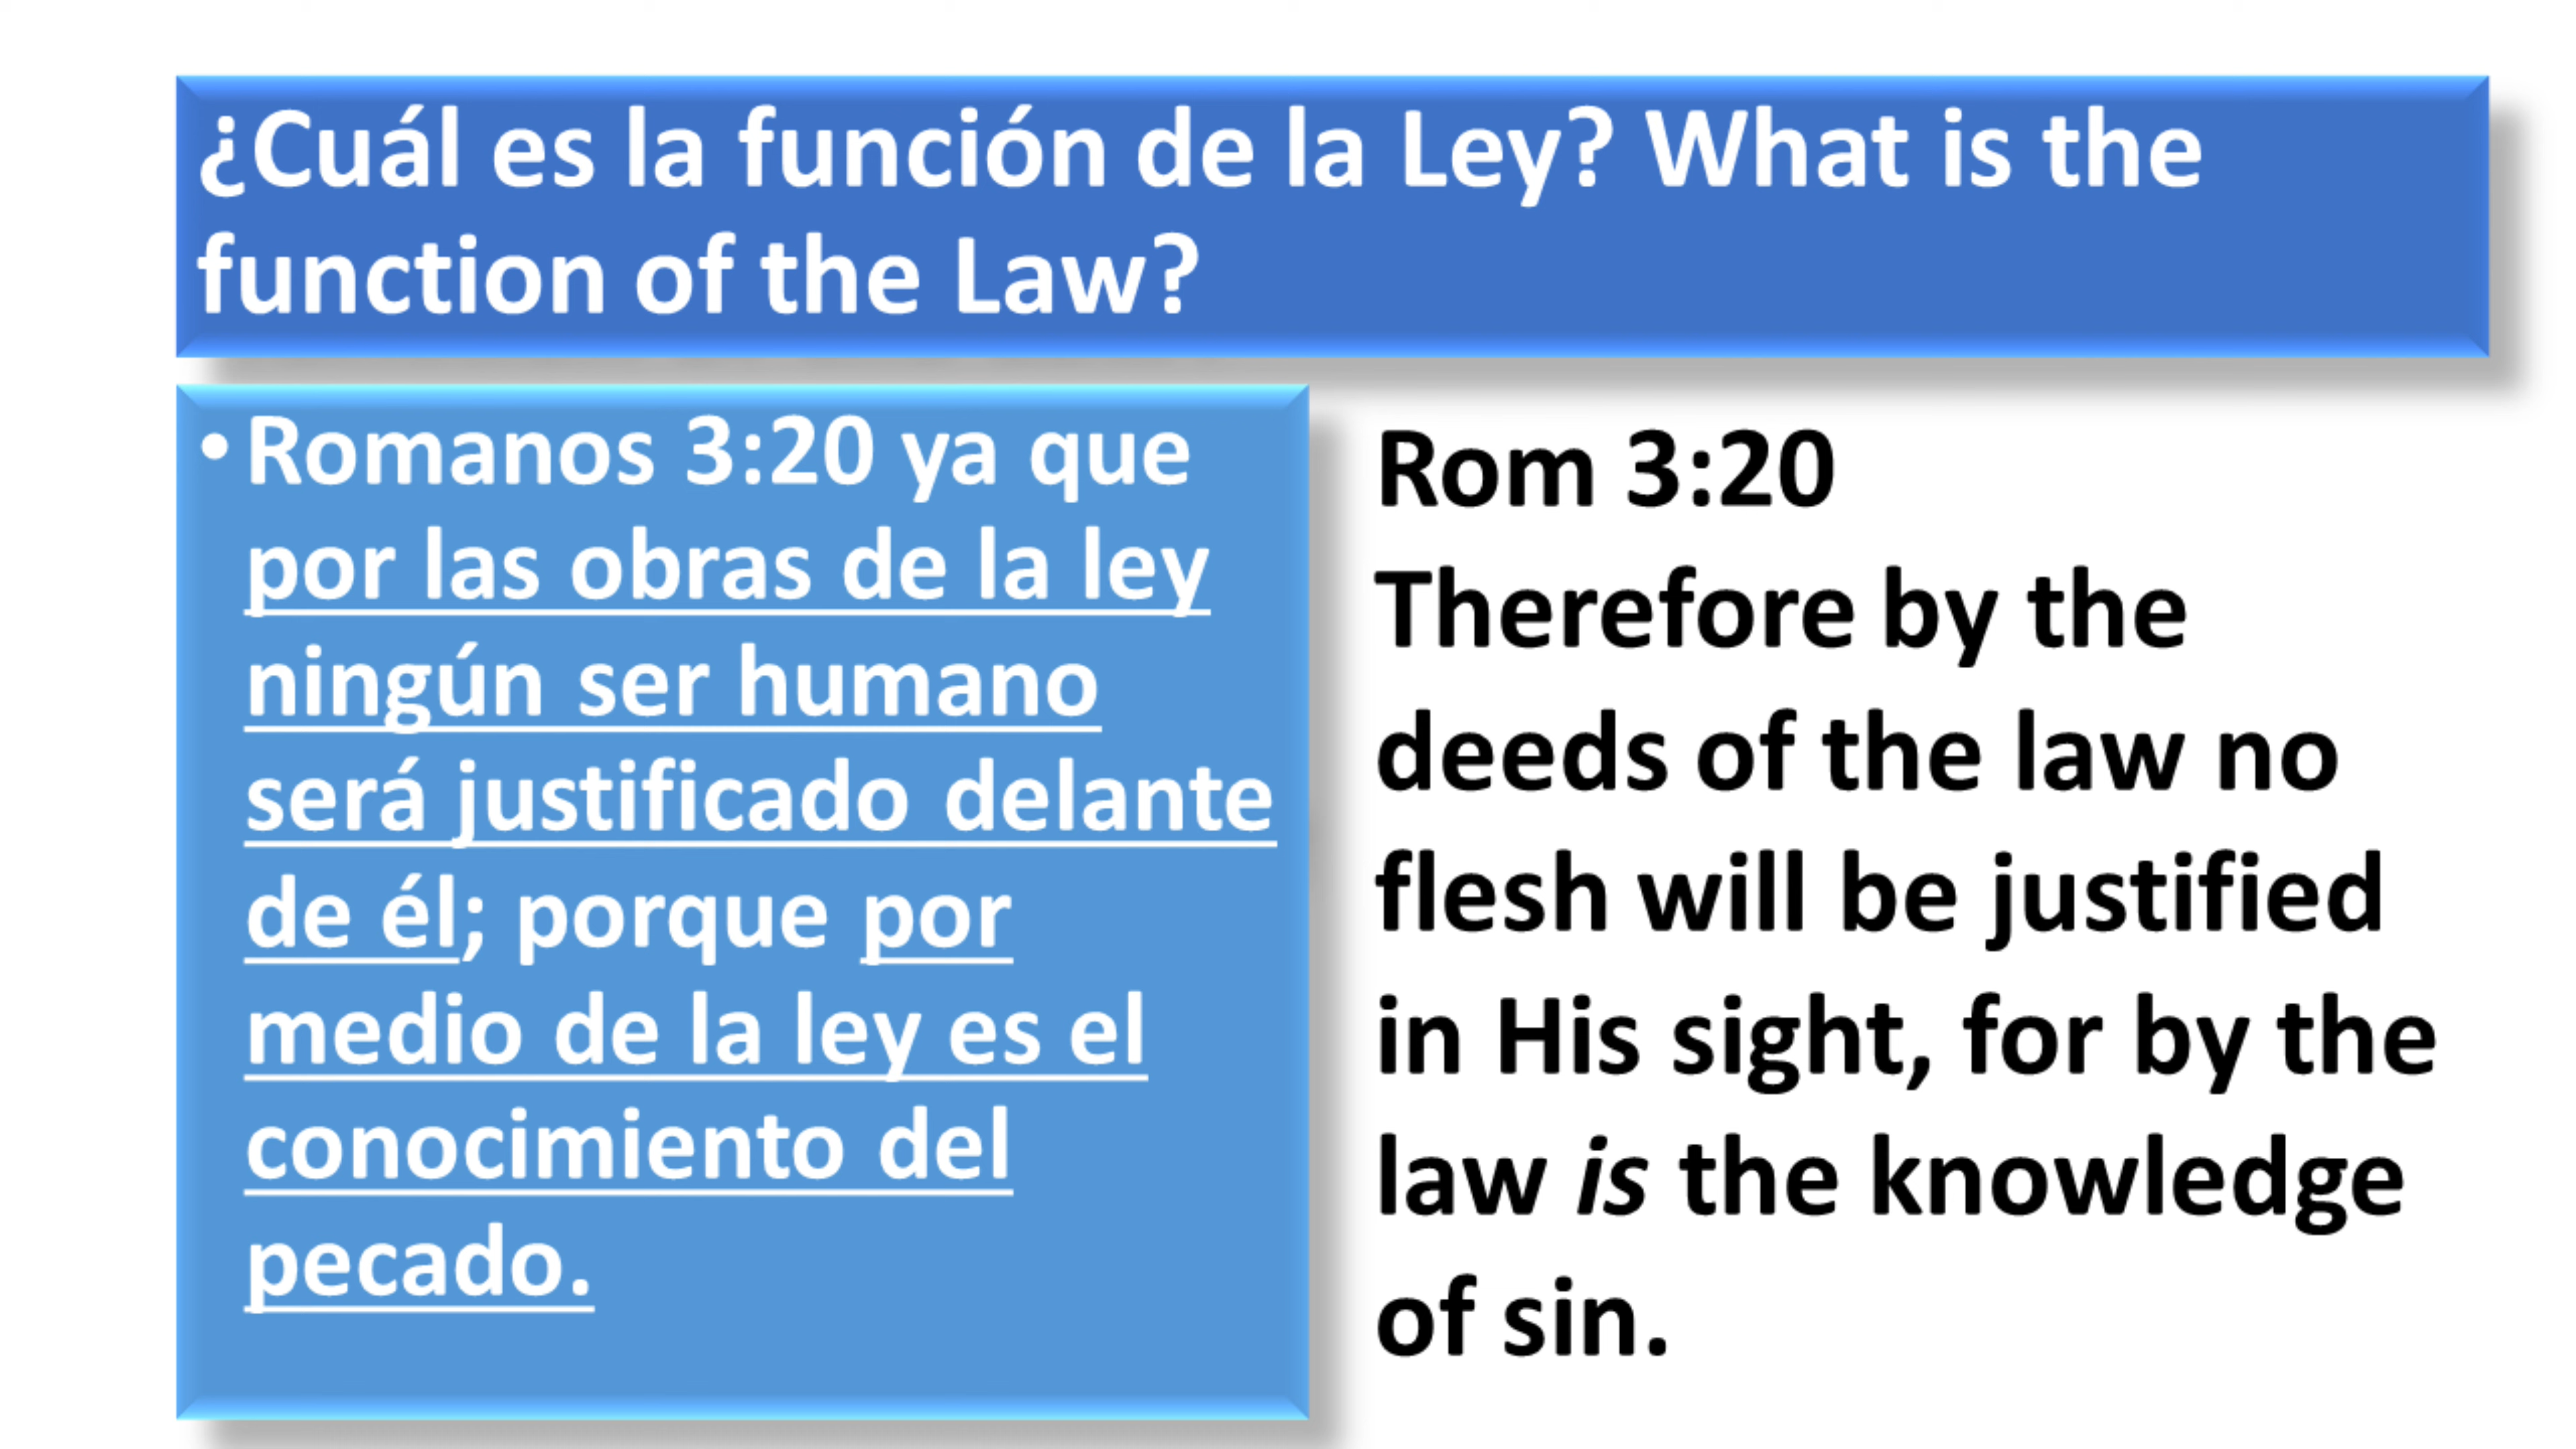 ¿Cuál es la función de la Ley? What is the
function of the Law?
• Romanos 3:20 ya que
por las obras de la ley
ningún ser humano
será justificado delante
de él; porque por
medio de la ley es el
conocimiento del
pecado.
Rom 3:20
Therefore by the
deeds of the law no
flesh will be justified
in His sight, for by the
law is the knowledge
of sin.